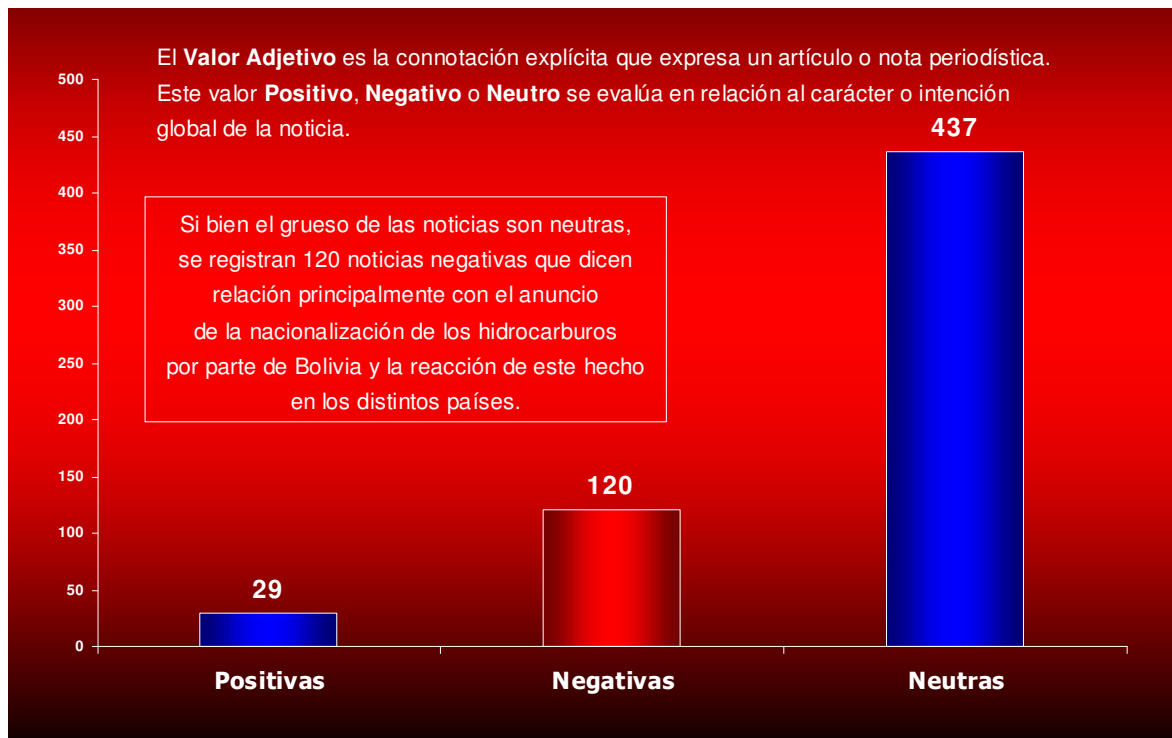 El Valor Adjetivo es la connotación explícita que expresa un artículo o nota periodística.
Este valor Positivo, Negativo o Neutro se evalúa en relación al carácter o intención
global de la noticia.
500
450
400
350
300
250
200
150
100
50
0
437
Si bien el grueso de las noticias son neutras,
se registran 120 noticias negativas que dicen
relación principalmente con el anuncio
de la nacionalización de los hidrocarburos
por parte de Bolivia y la reacción de este hecho
en los distintos países.
120
29
Positivas
Negativas
Neutras